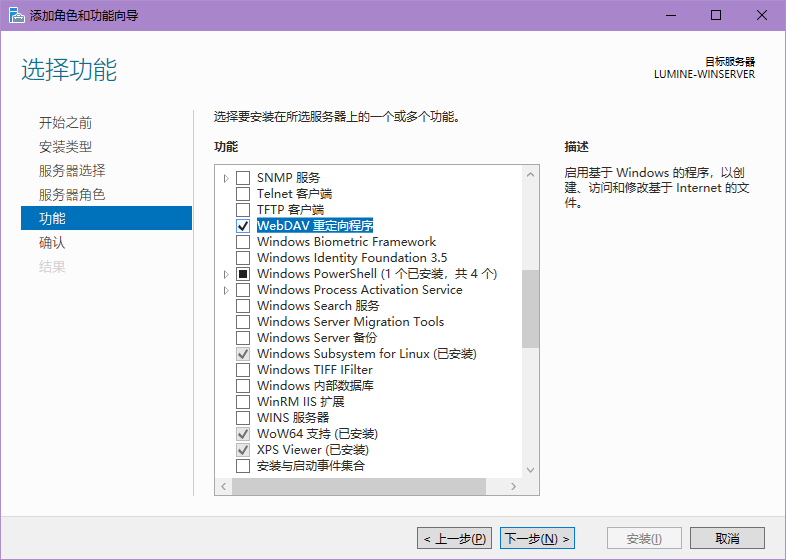 添加角色和功能向导
选择功能
目标服务器
LUMINE-WINSERVER
开始之前
安装类型
服务器选择
服务器角色
功能
确认
结果
选择要安装在所选服务器上的一个或多个功能。
功能
SNMP 服务
Telnet 客户端
TFTP 客户端
WebDAV 重定向程序
Windows Biometric Framework
Windows Identity Foundation 3.5
Windows PowerShell (1 个已安装，共 4 个)
Windows Process Activation Service
Windows Search 服务
Windows Server Migration Tools
Windows Server 备份
Windows Subsystem for Linux (已安装)
Windows TIFF IFilter
Windows 内部数据库
WinRM IIS 扩展
WINS 服务器
WoW64 支持 (已安装)
XPS Viewer (已安装)
安装与启动事件集合
描述
启用基于 Windows 的程序，以创
建、访问和修改基于 Internet 的文
件。
< 上一步(P)
下一步(N) >
安装(I)
取消